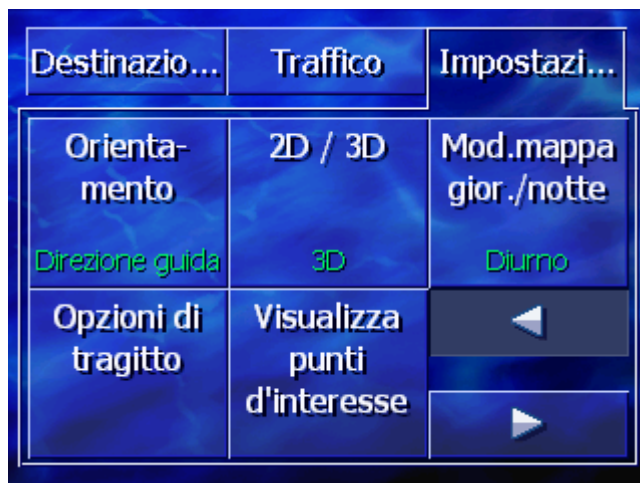 Destinazio...
Traffico
Impostazi...
Orienta-
mento
Direzione guida
2D / 3D
3D
Mod.mappa
gior./notte
Diurno
Opzioni di
tragitto
Visualizza
punti
d'interesse